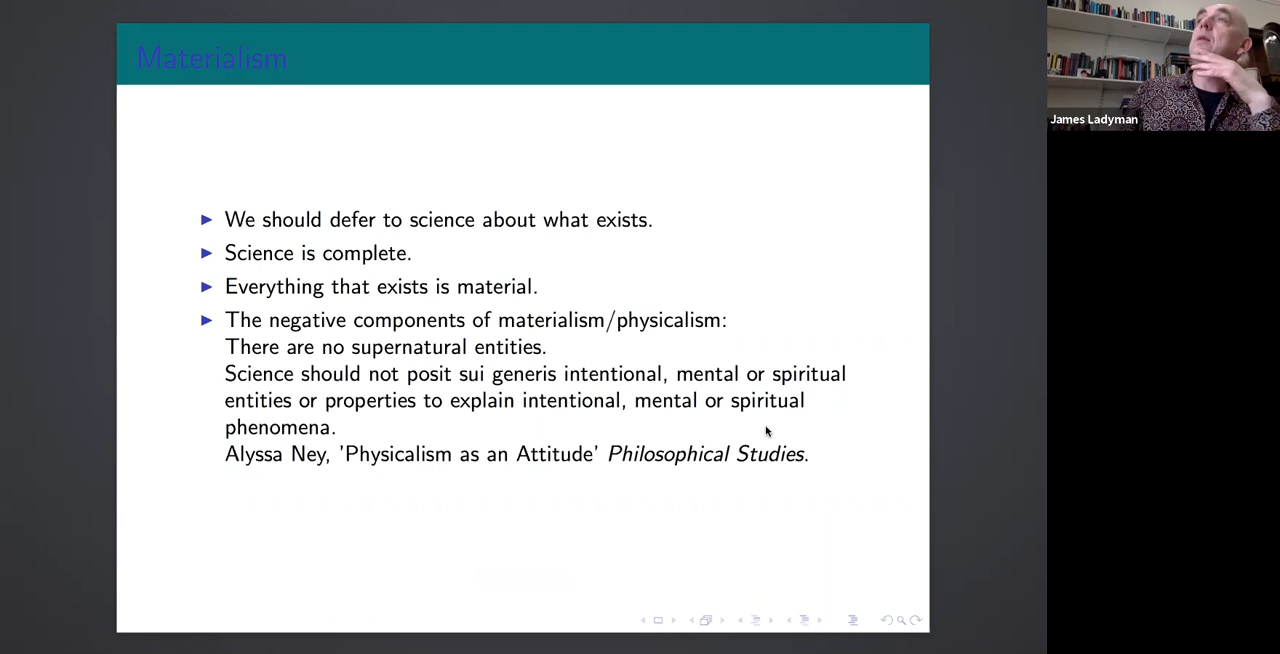 Materialism
We should defer to science about what exists.
Science is complete.
Everything that exists is material.
The negative components of materialism/physicalism:
There are no supernatural entities.
Science should not posit sui generis intentional, mental or spiritual
entities or properties to explain intentional, mental or spiritual
phenomena.
Alyssa Ney, 'Physicalism as an Attitude' Philosophical Studies.
James Ladyman